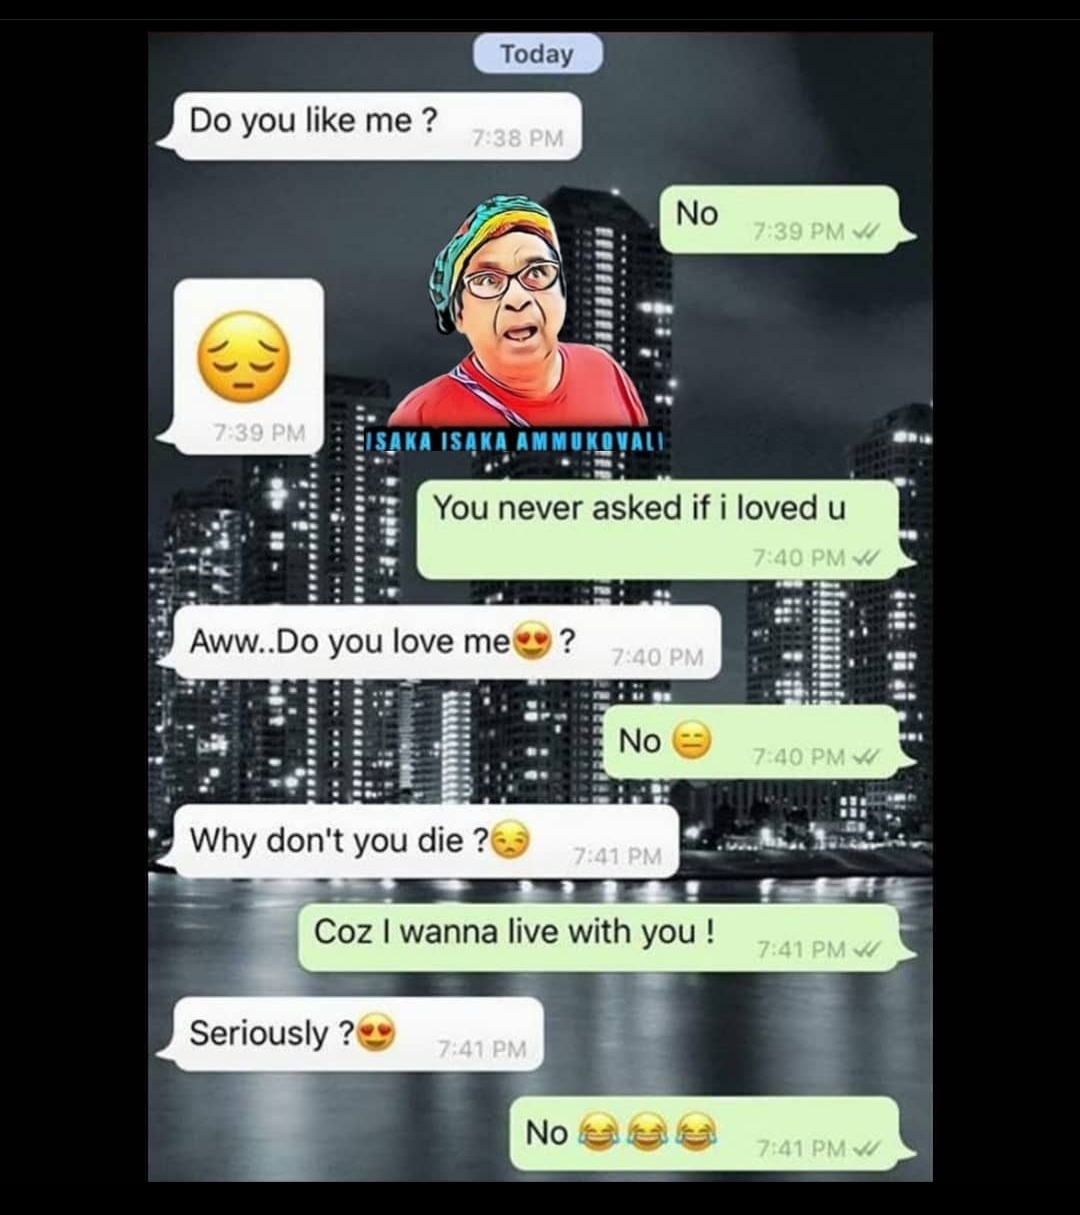 Today
Do you like me ?
7:38 PM
No
7:39 PM
😔
7:39 PM
ISAKA ISAKA AMMUKOVALI
You never asked if i loved u
7:40 PM
Aww..Do you love me😍 ?
7:40 PM
No 😑
7:40 PM
Why don't you die ?😒
7:41 PM
Coz I wanna live with you !
7:41 PM
Seriously ?😍
7:41 PM
No 😂😂😂
7:41 PM